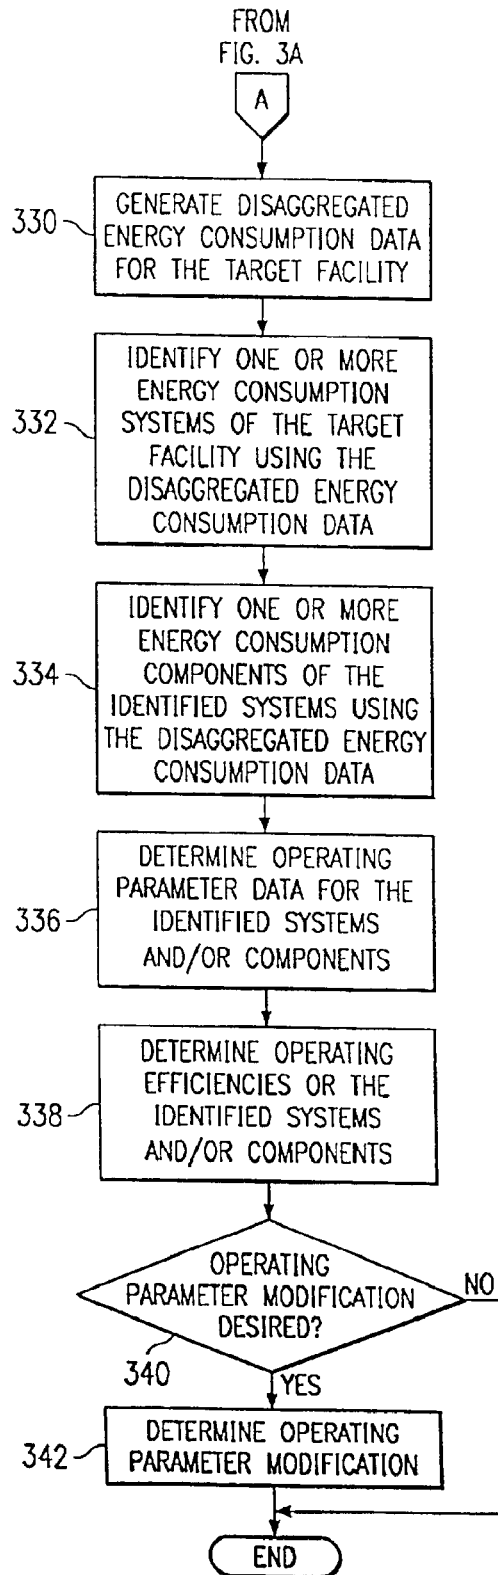 FROM
FIG. 3A
A
330
GENERATE DISAGGREGATED
ENERGY CONSUMPTION DATA
FOR THE TARGET FACILITY
332
IDENTIFY ONE OR MORE
ENERGY CONSUMPTION
SYSTEMS OF THE TARGET
FACILITY USING THE
DISAGGREGATED ENERGY
CONSUMPTION DATA
334
IDENTIFY ONE OR MORE
ENERGY CONSUMPTION
COMPONENTS OF THE
IDENTIFIED SYSTEMS USING
THE DISAGGREGATED ENERGY
CONSUMPTION DATA
336
DETERMINE OPERATING
PARAMETER DATA FOR THE
IDENTIFIED SYSTEMS
AND/OR COMPONENTS
338
DETERMINE OPERATING
EFFICIENCIES OR THE
IDENTIFIED SYSTEMS
AND/OR COMPONENTS
OPERATING
PARAMETER MODIFICATION
DESIRED?
NO
340
YES
342
DETERMINE OPERATING
PARAMETER MODIFICATION
END